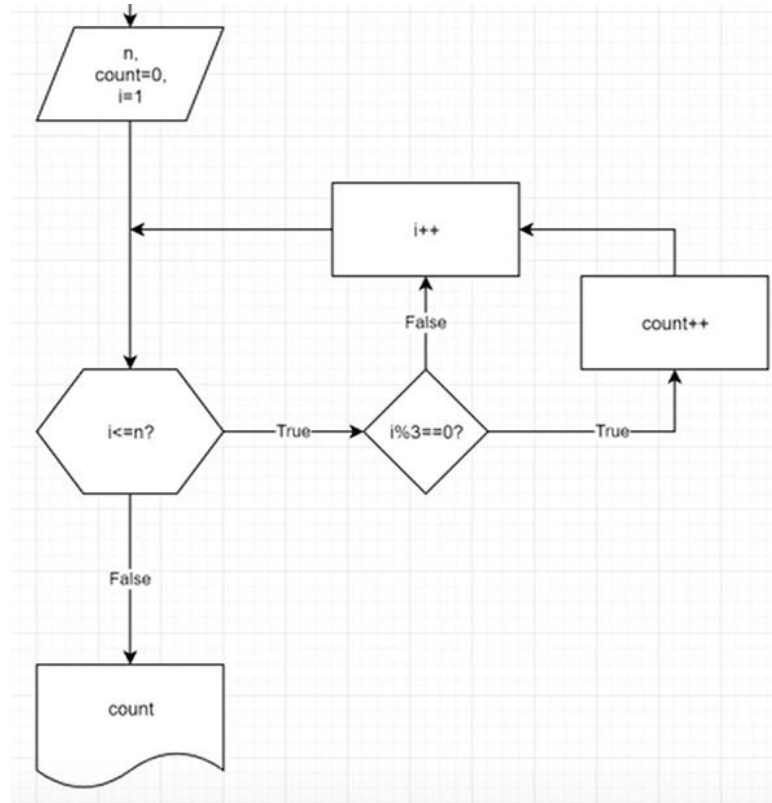 n,
count=0,
i=1
i++
count++
False
i<=n?
True
i%3==0?
True
False
count